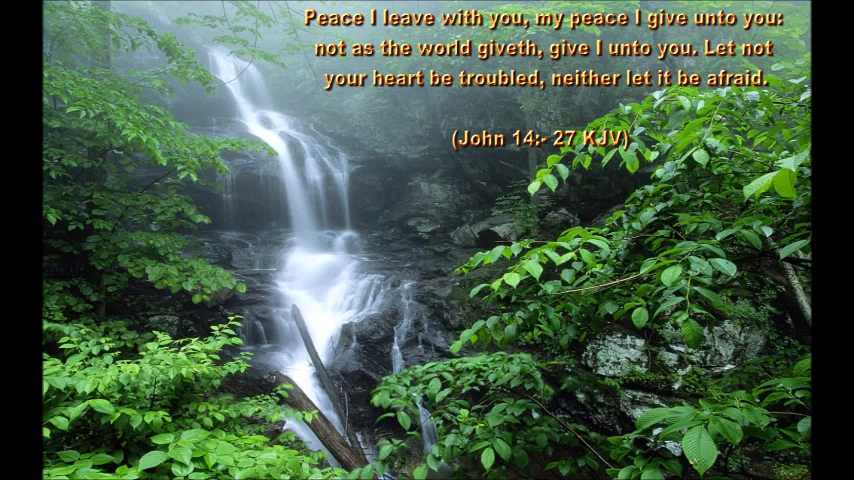 Peace I leave with you, my peace I give unto you:
not as the world giveth, give I unto you. Let not
your heart be troubled, neither let it be afraid.
(John 14:- 27 KJV)